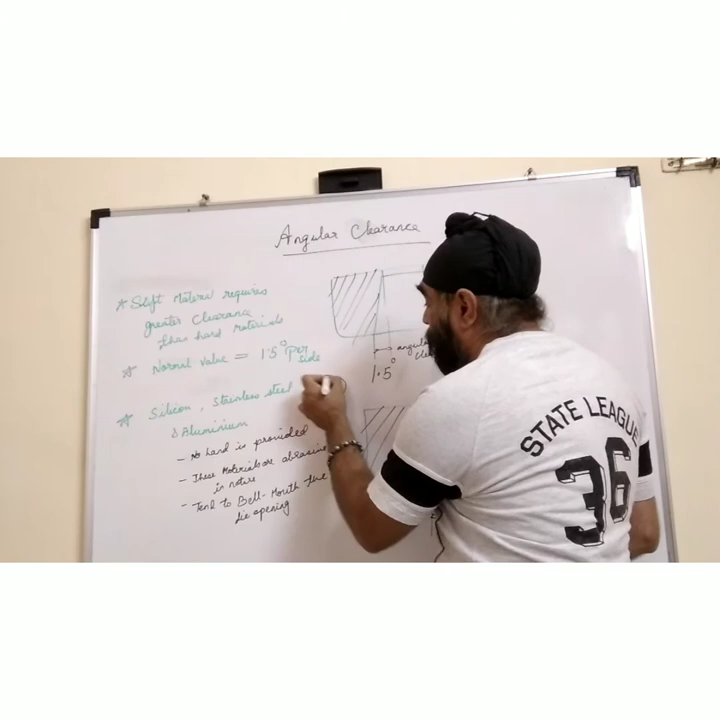 Angular Clearance
* Soft Material requires
greater Clearance
than hard materials
* Normal value = 1.5° Per
side
* Silicon, Stainless steel
& Aluminium
- No land is provided
- These Materials are abrasive
in nature
- Tend to Bell-Mouth the
die opening
→ angul
cle
1.5°
STATE LEAGUE
36